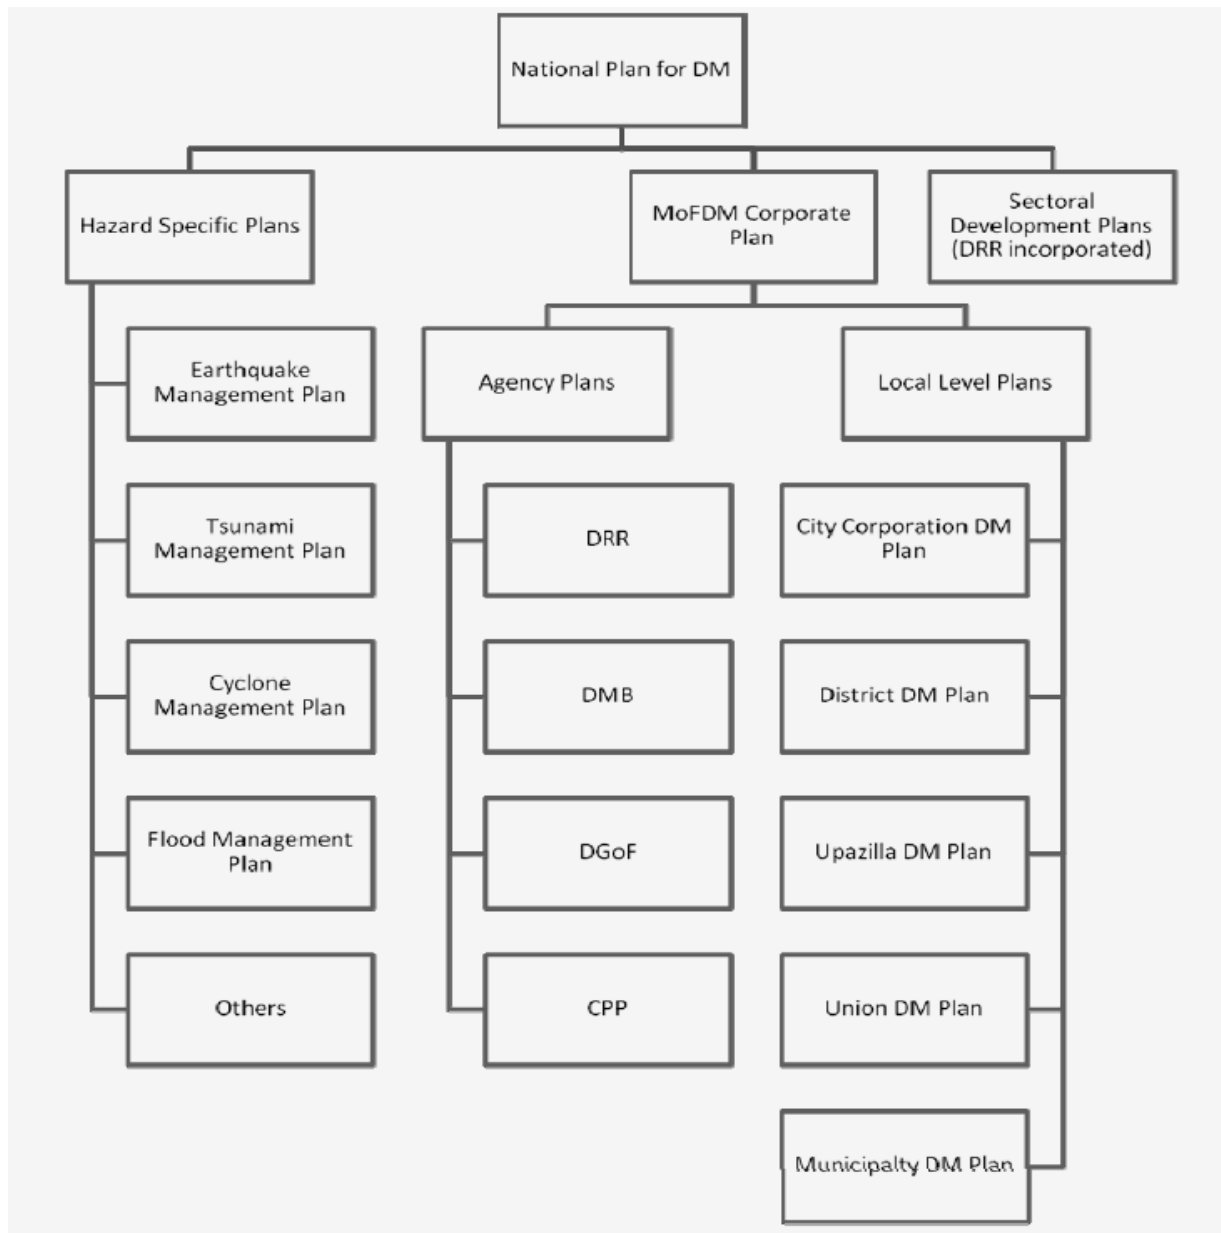 National Plan for DM
Hazard Specific Plans
MoFDM Corporate
Plan
Sectoral
Development Plans
(DRR incorporated)
Earthquake
Management Plan
Tsunami
Management Plan
Cyclone
Management Plan
Flood Management
Plan
Others
Agency Plans
DRR
DMB
DGoF
CPP
Local Level Plans
City Corporation DM
Plan
District DM Plan
Upazilla DM Plan
Union DM Plan
Municipalty DM Plan